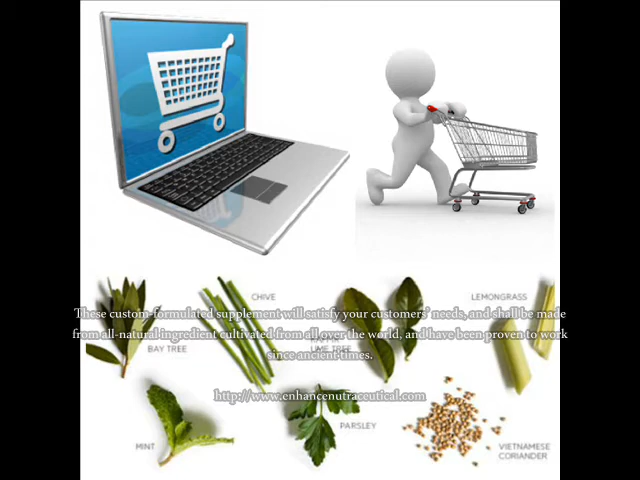 CHIVE
LEMONGRASS
These custom-formulated supplement will satisfy your customers' needs, and shall be made
from all-natural ingredient cultivated from all over the world, and have been proven to work
since ancient times.
BAY TREE
LIME TREE
http://www.enhancenutraceutical.com
MINT
PARSLEY
VIETNAMESE
CORIANDER